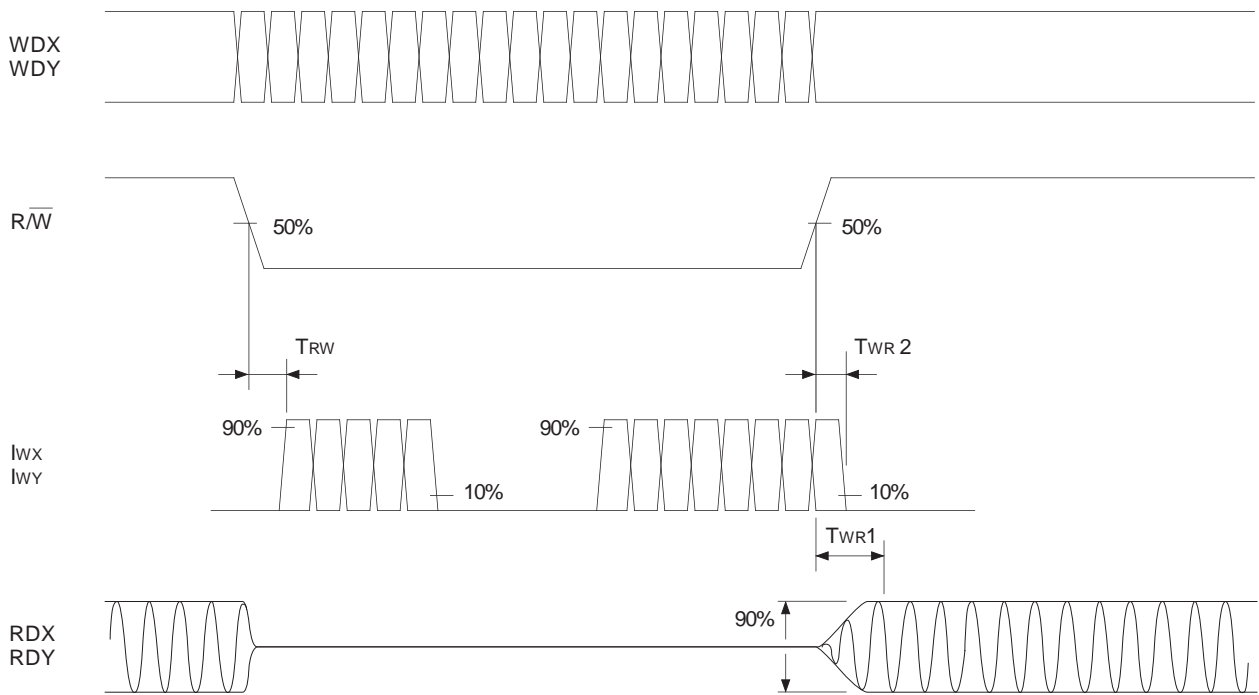 WDX
WDY
R/W̅
50%
50%
TRW
TWR 2
90%
90%
IWX
IWY
10%
10%
TWR1
90%
RDX
RDY